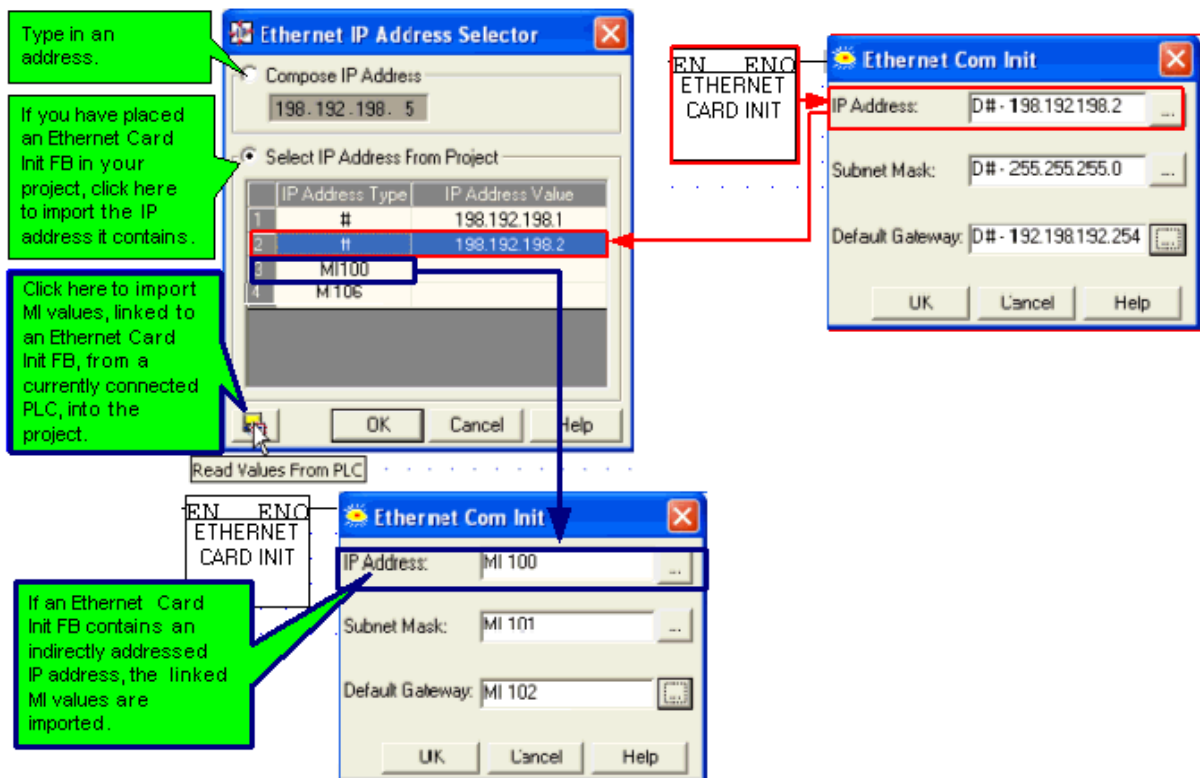 Type in an
address.
If you have placed
an Ethernet Card
Init FB in your
project, click here
to import the IP
address it contains.
Click here to import
MI values, linked to
an Ethernet Card
Init FB, from a
currently connected
PLC, into the
project.
Ethernet IP Address Selector
Compose IP Address
198.192.198. 5
Select IP Address From Project
IP Address Type IP Address Value
1 # 198.192.198.1
2 # 198.192.198.2
3 MI100
4 MI106
OK Cancel Help
Read Values From PLC
EN ENO
ETHERNET
CARD INIT
Ethernet Com Init
IP Address: D# - 198.192.198.2 ...
Subnet Mask: D# - 255.255.255.0 ...
Default Gateway: D# - 192.198.192.254 ...
OK Cancel Help
EN ENO
ETHERNET
CARD INIT
If an Ethernet Card
Init FB contains an
indirectly addressed
IP address, the linked
MI values are
imported.
Ethernet Com Init
IP Address: MI 100 ...
Subnet Mask: MI 101 ...
Default Gateway: MI 102 ...
OK Cancel Help